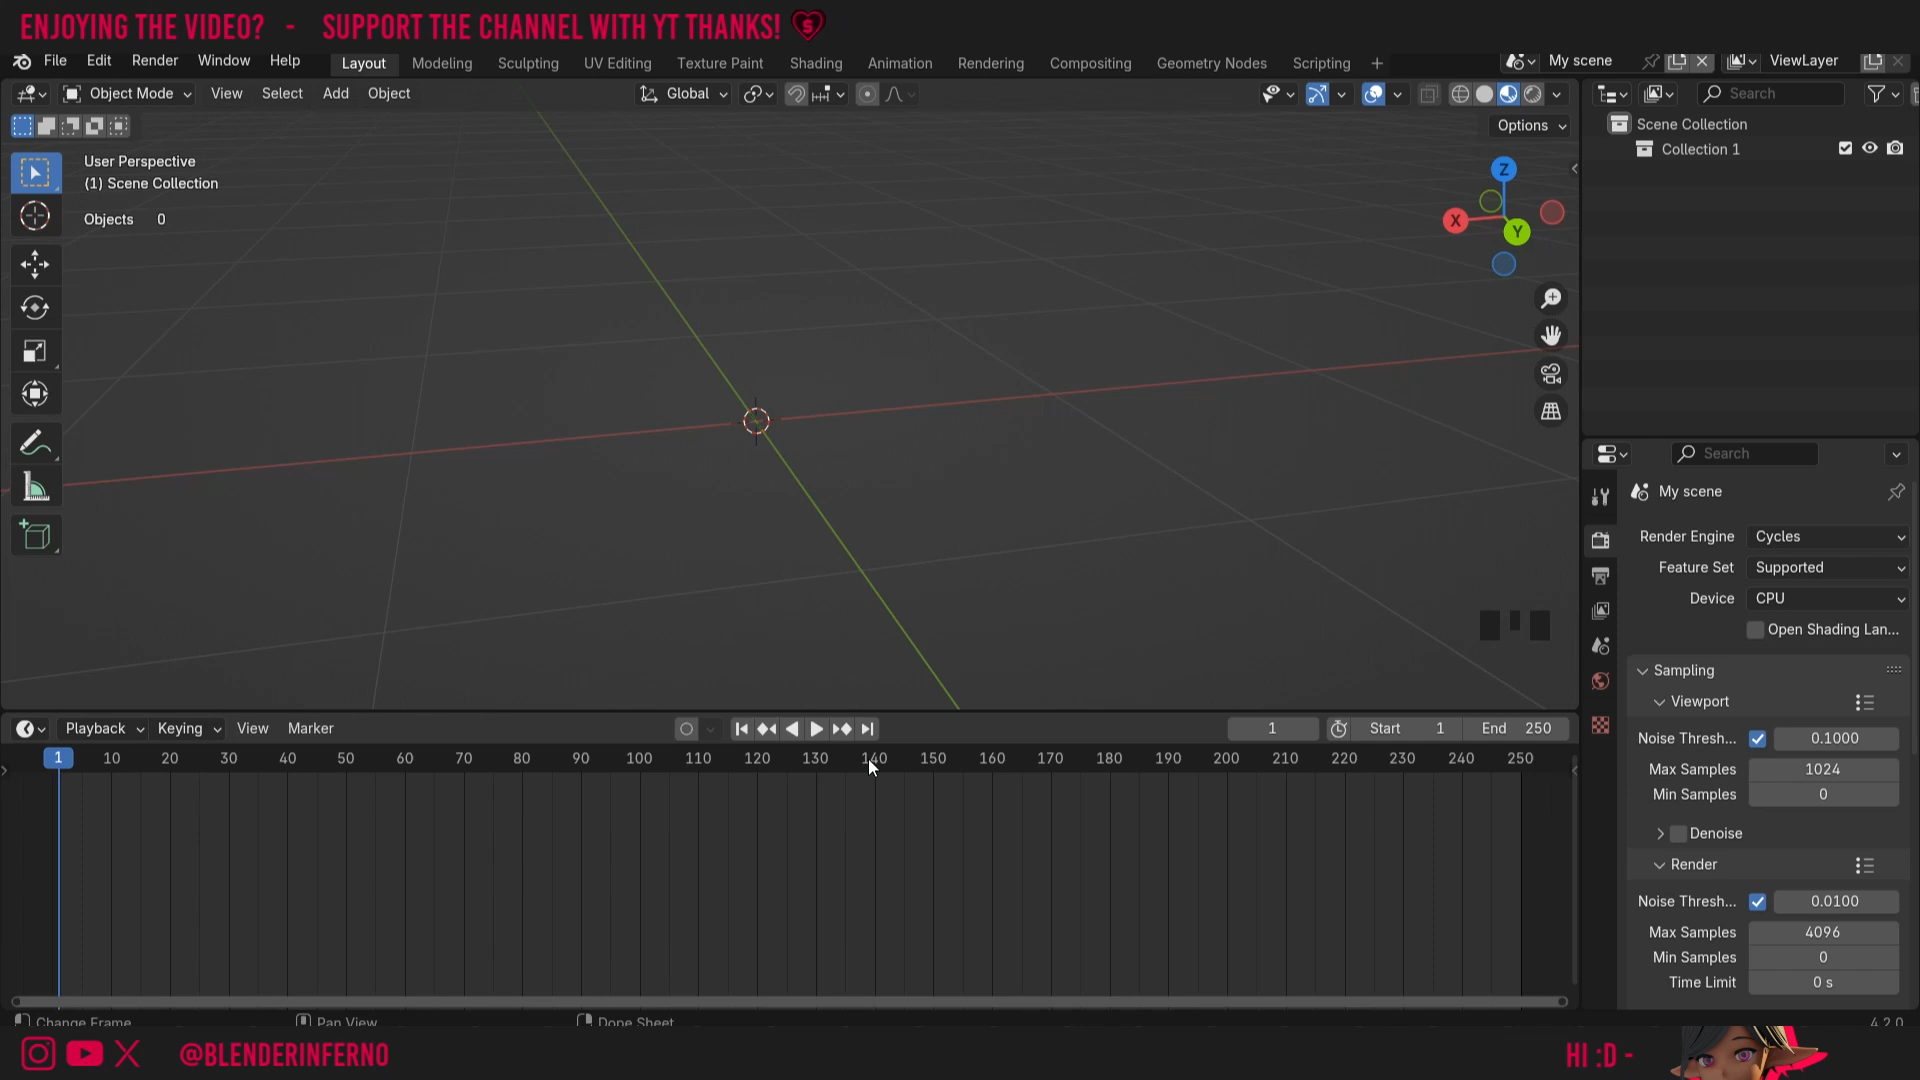 ENJOYING THE VIDEO? - SUPPORT THE CHANNEL WITH YT THANKS!
File Edit Render Window Help Layout Modeling Sculpting UV Editing Texture Paint Shading Animation Rendering Compositing Geometry Nodes Scripting + My scene ViewLayer
Object Mode View Select Add Object Global Search
Options
Scene Collection
Collection 1
User Perspective
(1) Scene Collection
Objects 0
Z
X
Y
Search
My scene
Render Engine Cycles
Feature Set Supported
Device CPU
Open Shading Lan...
Sampling
Viewport
Noise Thresh... 0.1000
Max Samples 1024
Min Samples 0
Denoise
Render
Noise Thresh... 0.0100
Max Samples 4096
Min Samples 0
Time Limit 0 s
Playback Keying View Marker 1 Start 1 End 250
1 10 20 30 40 50 60 70 80 90 100 110 120 130 140 150 160 170 180 190 200 210 220 230 240 250
Change Frame Pan View Dope Sheet 4.2.0
@BLENDERINFERNO
HI :D -